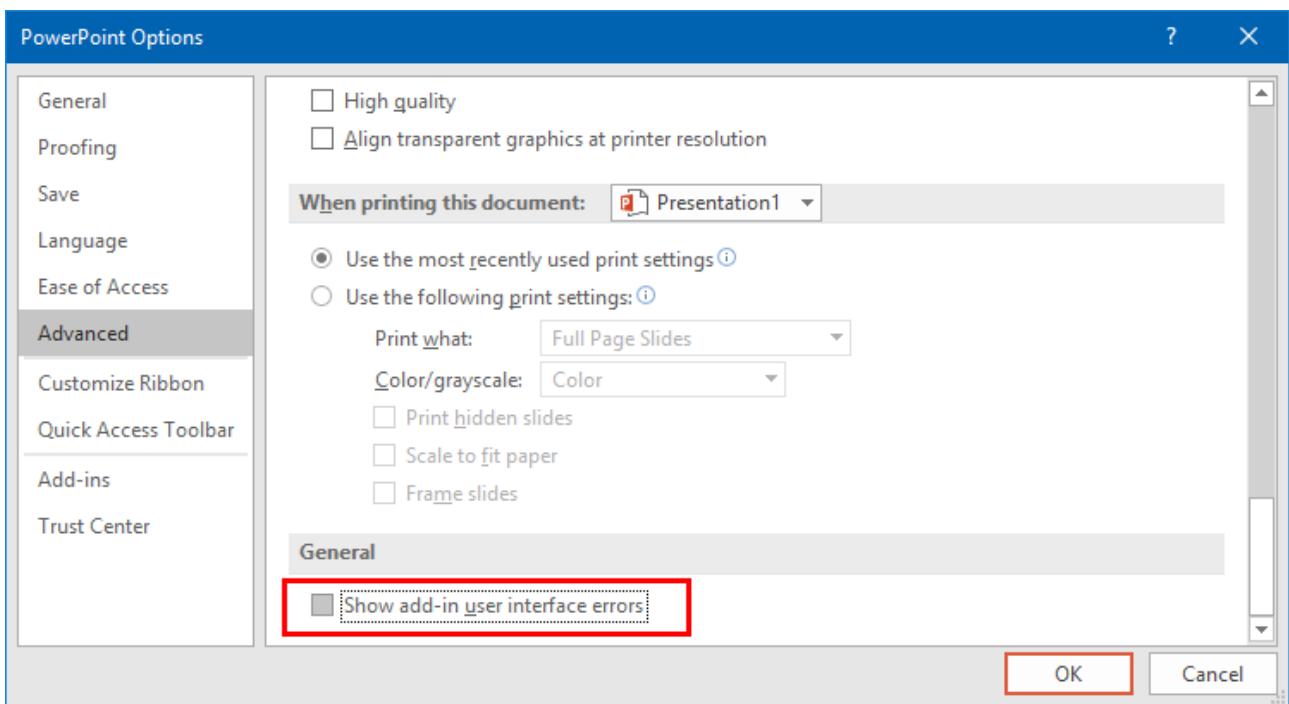 PowerPoint Options
General
Proofing
Save
Language
Ease of Access
Advanced
Customize Ribbon
Quick Access Toolbar
Add-ins
Trust Center
High quality
Align transparent graphics at printer resolution
When printing this document: Presentation1
Use the most recently used print settings
Use the following print settings:
Print what: Full Page Slides
Color/grayscale: Color
Print hidden slides
Scale to fit paper
Frame slides
General
Show add-in user interface errors
OK Cancel